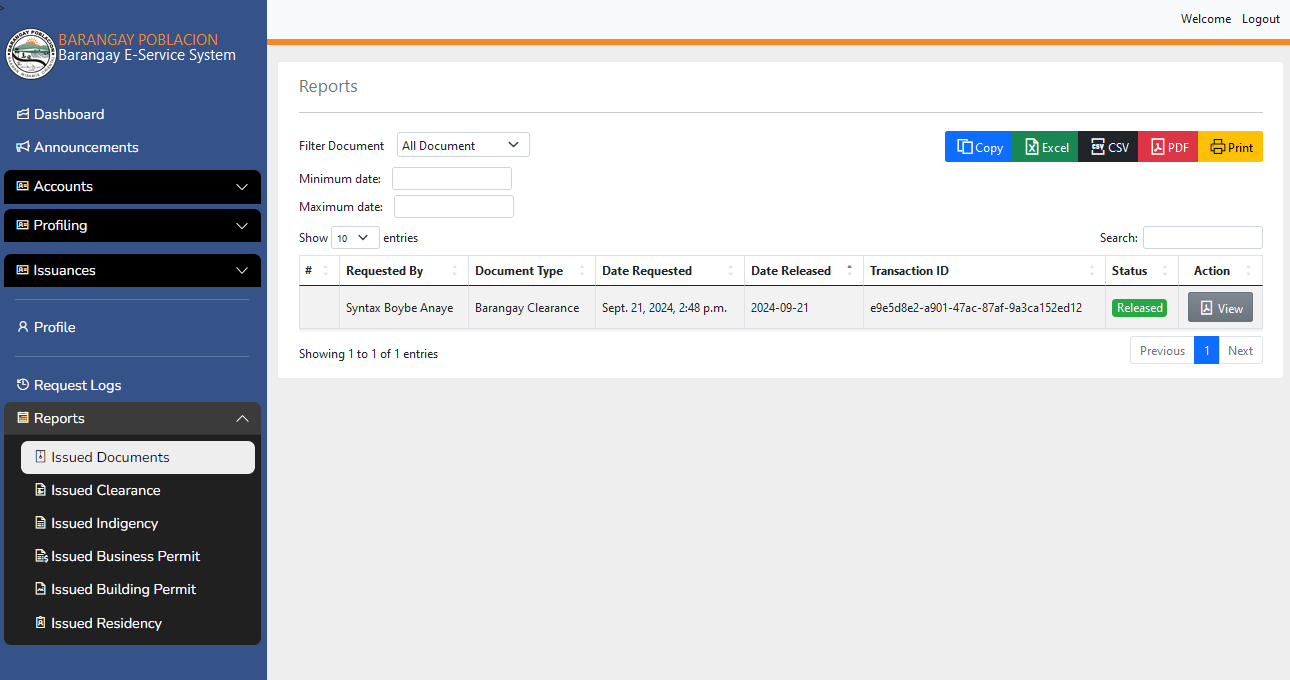 >
Welcome Logout
BARANGAY POBLACION
Barangay E-Service System
Dashboard
Announcements
Accounts
Profiling
Issuances
Profile
Request Logs
Reports
Issued Documents
Issued Clearance
Issued Indigency
Issued Business Permit
Issued Building Permit
Issued Residency
Reports
Filter Document All Document
Copy Excel CSV PDF Print
Minimum date:
Maximum date:
Show 10 entries
Search:
# Requested By Document Type Date Requested Date Released Transaction ID Status Action
Syntax Boybe Anaye Barangay Clearance Sept. 21, 2024, 2:48 p.m. 2024-09-21 e9e5d8e2-a901-47ac-87af-9a3ca152ed12 Released View
Showing 1 to 1 of 1 entries
Previous 1 Next